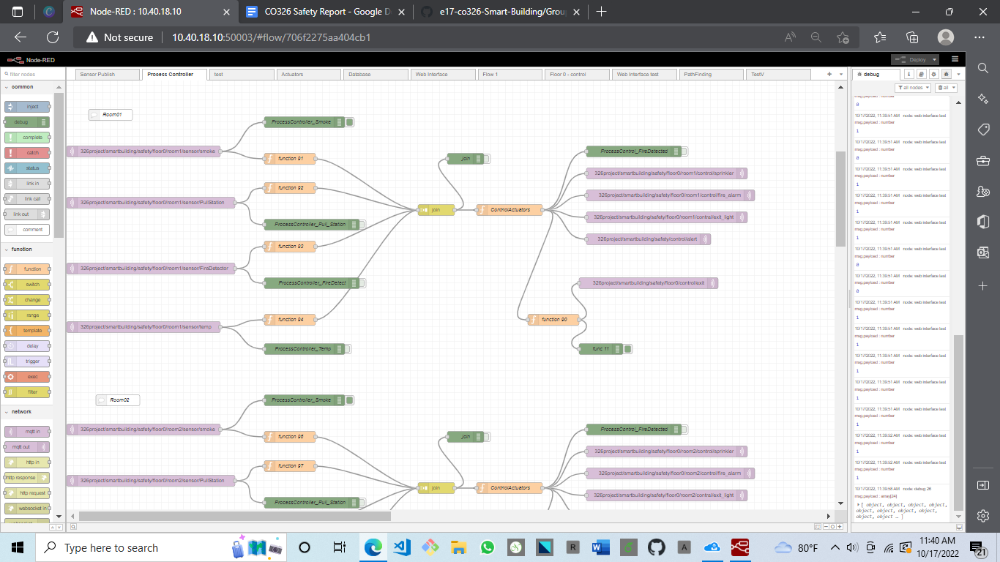 Node-RED : 10.40.18.10
CO326 Safety Report - Google D
e17-co326-Smart-Building/Grou
Not secure
10.40.18.10:50003/#flow/706f2275aa404cb1
Node-RED
Deploy
filter nodes
Sensor Publish
Process Controller
test
Actuators
Database
Web Interface
Flow 1
Floor 0 - control
Web Interface test
PathFinding
TestV
debug
all nodes
all
common
inject
debug
complete
catch
status
link in
link call
link out
comment
function
function
switch
change
range
template
delay
trigger
exec
filter
network
mqtt in
mqtt out
http in
http response
http request
websocket in
Room01
ProcessController_Smoke
326project/smartbuilding/safety/floor0/room1/sensor/smoke
function 91
function 92
326project/smartbuilding/safety/floor0/room1/sensor/PullStation
ProcessController_Pull_Station
function 93
326project/smartbuilding/safety/floor0/room1/sensor/FireDetector
ProcessController_FireDetect
function 94
326project/smartbuilding/safety/floor0/room1/sensor/temp
ProcessController_Temp
join
join
ControlActuators
ProcessControl_FireDetected
326project/smartbuilding/safety/floor0/room1/control/sprinkler
326project/smartbuilding/safety/floor0/room1/control/fire_alarm
326project/smartbuilding/safety/floor0/room1/control/exit_light
326project/smartbuilding/safety/control/alert
326project/smartbuilding/safety/floor0/control/exit
function 90
func 11
Room02
ProcessController_Smoke
326project/smartbuilding/safety/floor0/room2/sensor/smoke
function 96
function 97
326project/smartbuilding/safety/floor0/room2/sensor/PullStation
ProcessController_Pull_Station
join
join
ControlActuators
ProcessControl_FireDetected
326project/smartbuilding/safety/floor0/room2/control/sprinkler
326project/smartbuilding/safety/floor0/room2/control/fire_alarm
326project/smartbuilding/safety/floor0/room2/control/exit_light
msg.payload : number
0
10/17/2022, 11:39:51 AM node: web interface led
msg.payload : number
1
10/17/2022, 11:39:51 AM node: web interface led
msg.payload : number
0
10/17/2022, 11:39:51 AM node: web interface led
msg.payload : number
1
10/17/2022, 11:39:51 AM node: web interface led
msg.payload : number
0
10/17/2022, 11:39:51 AM node: web interface led
msg.payload : number
1
10/17/2022, 11:39:51 AM node: web interface led
msg.payload : number
0
10/17/2022, 11:39:51 AM node: web interface led
msg.payload : number
0
10/17/2022, 11:39:51 AM node: web interface led
msg.payload : number
1
10/17/2022, 11:39:51 AM node: web interface led
msg.payload : number
1
10/17/2022, 11:39:51 AM node: web interface led
msg.payload : number
1
10/17/2022, 11:39:51 AM node: web interface led
msg.payload : number
1
10/17/2022, 11:39:51 AM node: web interface led
msg.payload : number
1
10/17/2022, 11:39:52 AM node: web interface led
msg.payload : number
1
10/17/2022, 11:39:52 AM node: web interface led
msg.payload : number
1
10/17/2022, 11:39:58 AM node: debug 26
msg.payload : array[24]
[ object, object, object, object,
object, object, object, object,
object, object … ]
Type here to search
80°F
11:40 AM
10/17/2022
21